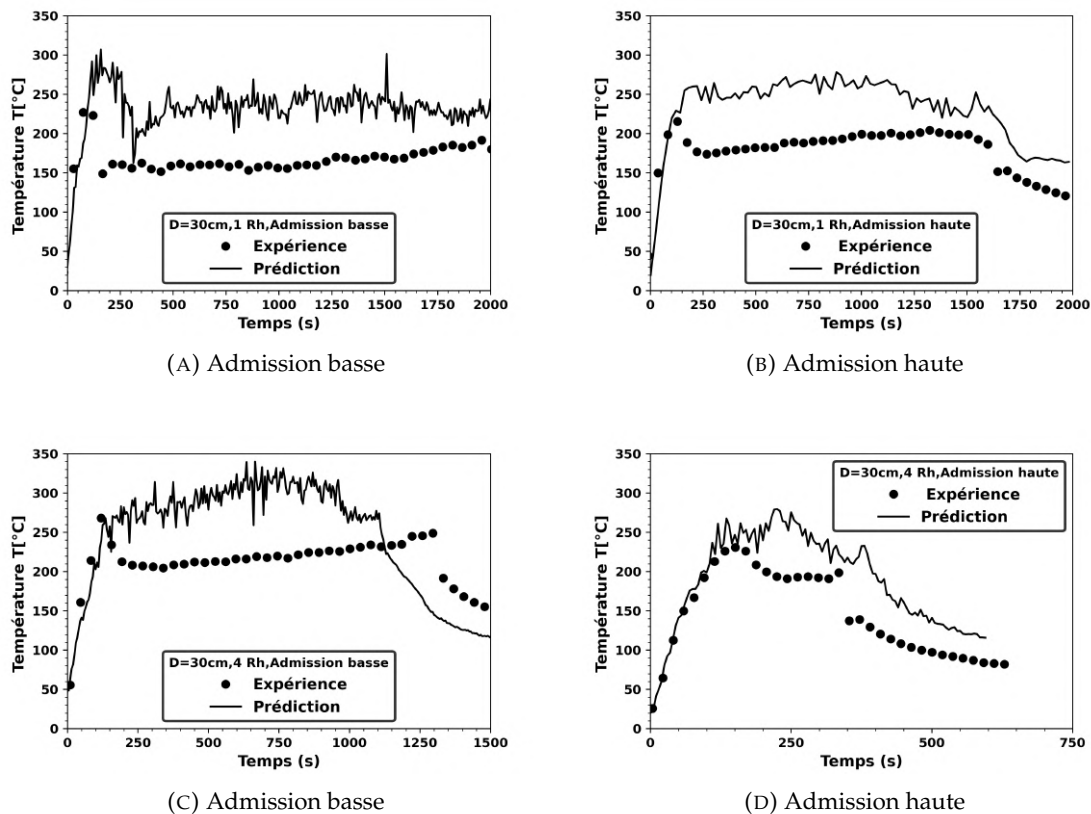 350
300
250
200
150
100
50
0
Température T[°C]
D=30cm,1 Rh,Admission basse
Expérience
Prédiction
0 250 500 750 1000 1250 1500 1750 2000
Temps (s)
(A) Admission basse
350
300
250
200
150
100
50
0
Température T[°C]
D=30cm,1 Rh,Admission haute
Expérience
Prédiction
0 250 500 750 1000 1250 1500 1750 2000
Temps (s)
(B) Admission haute
350
300
250
200
150
100
50
0
Température T[°C]
D=30cm,4 Rh,Admission basse
Expérience
Prédiction
0 250 500 750 1000 1250 1500
Temps (s)
(C) Admission basse
350
300
250
200
150
100
50
0
Température T[°C]
D=30cm,4 Rh,Admission haute
Expérience
Prédiction
0 250 500 750
Temps (s)
(D) Admission haute